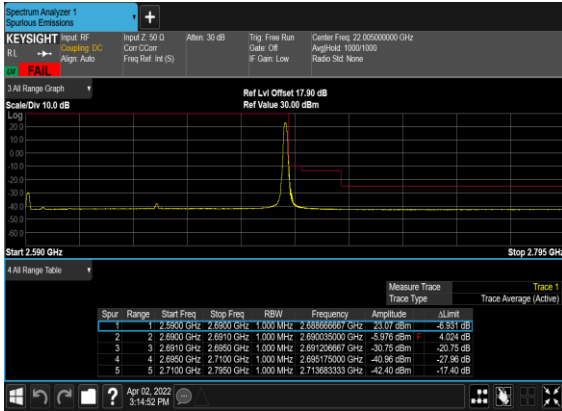 Spectrum Analyzer 1
Spurious Emissions
KEYSIGHT Input: RF Input Z: 50 Ω Atten: 30 dB Trig: Free Run Center Freq: 22.005000000 GHz
RL Coupling: DC Corr CCorr Gate: Off Avg|Hold: 1000/1000
Align: Auto Freq Ref: Int (S) IF Gain: Low Radio Std: None
FAIL
3 All Range Graph Ref Lvl Offset 17.90 dB
Scale/Div 10.0 dB Ref Value 30.00 dBm
Log
20.0
10.0
0.00
-10.0
-20.0
-30.0
-40.0
-50.0
-60.0
Start 2.590 GHz Stop 2.795 GHz
4 All Range Table
Measure Trace Trace 1
Trace Type Trace Average (Active)
Spur Range Start Freq Stop Freq RBW Frequency Amplitude ΔLimit
1 1 2.5900 GHz 2.6900 GHz 1.000 MHz 2.688666667 GHz 23.07 dBm -6.931 dB
2 2 2.6900 GHz 2.6910 GHz 1.000 MHz 2.690035000 GHz -5.976 dBm F 4.024 dB
3 3 2.6910 GHz 2.6950 GHz 1.000 MHz 2.691206667 GHz -30.75 dBm -20.75 dB
4 4 2.6950 GHz 2.7100 GHz 1.000 MHz 2.695175000 GHz -40.96 dBm -27.96 dB
5 5 2.7100 GHz 2.7950 GHz 1.000 MHz 2.713683333 GHz -42.40 dBm -17.40 dB
Apr 02, 2022
3:14:52 PM